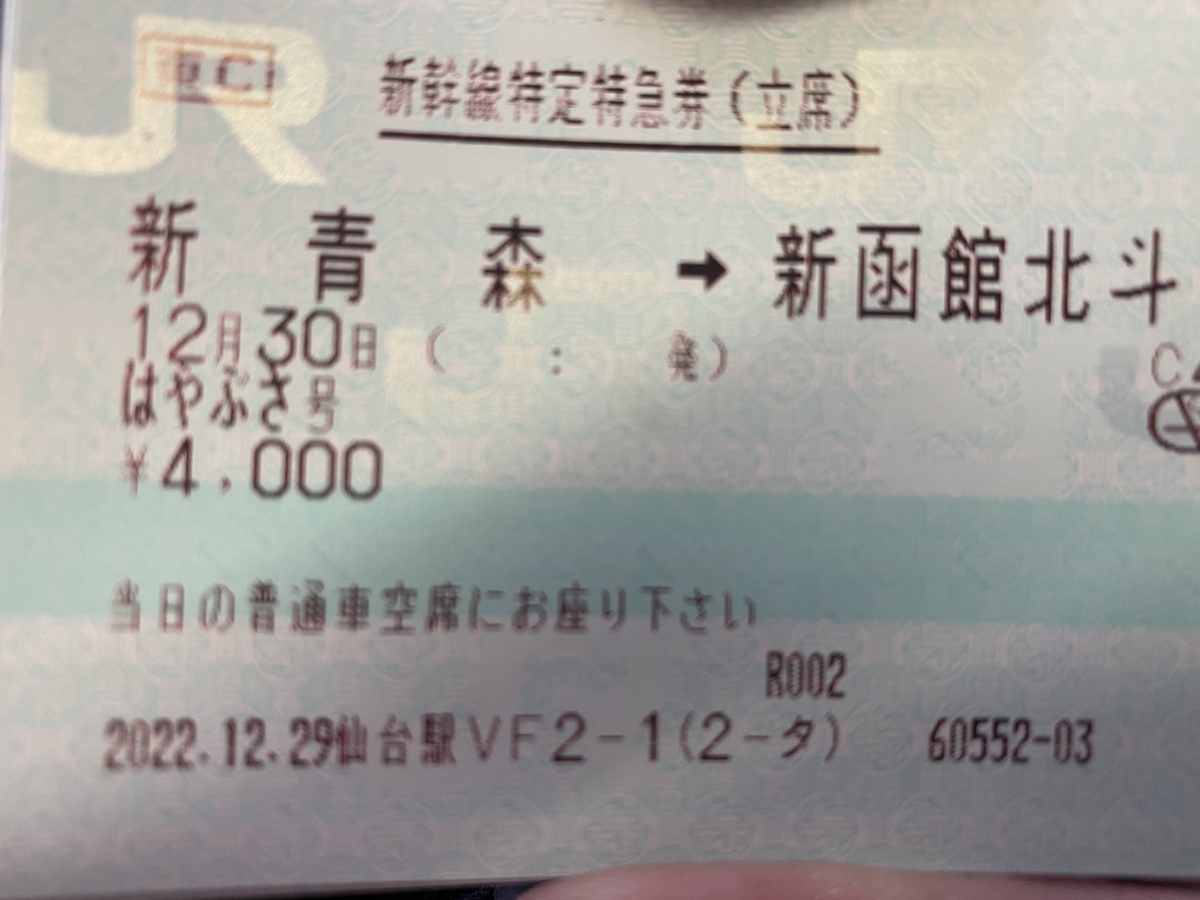 JR
新幹線特定特急券(立席)
新青森 → 新函館北斗
12月30日 ( : 発)
はやぶさ号
¥4,000
当日の普通車空席にお座り下さい
R002
2022.12.29仙台駅VF2-1(2-タ) 60552-03